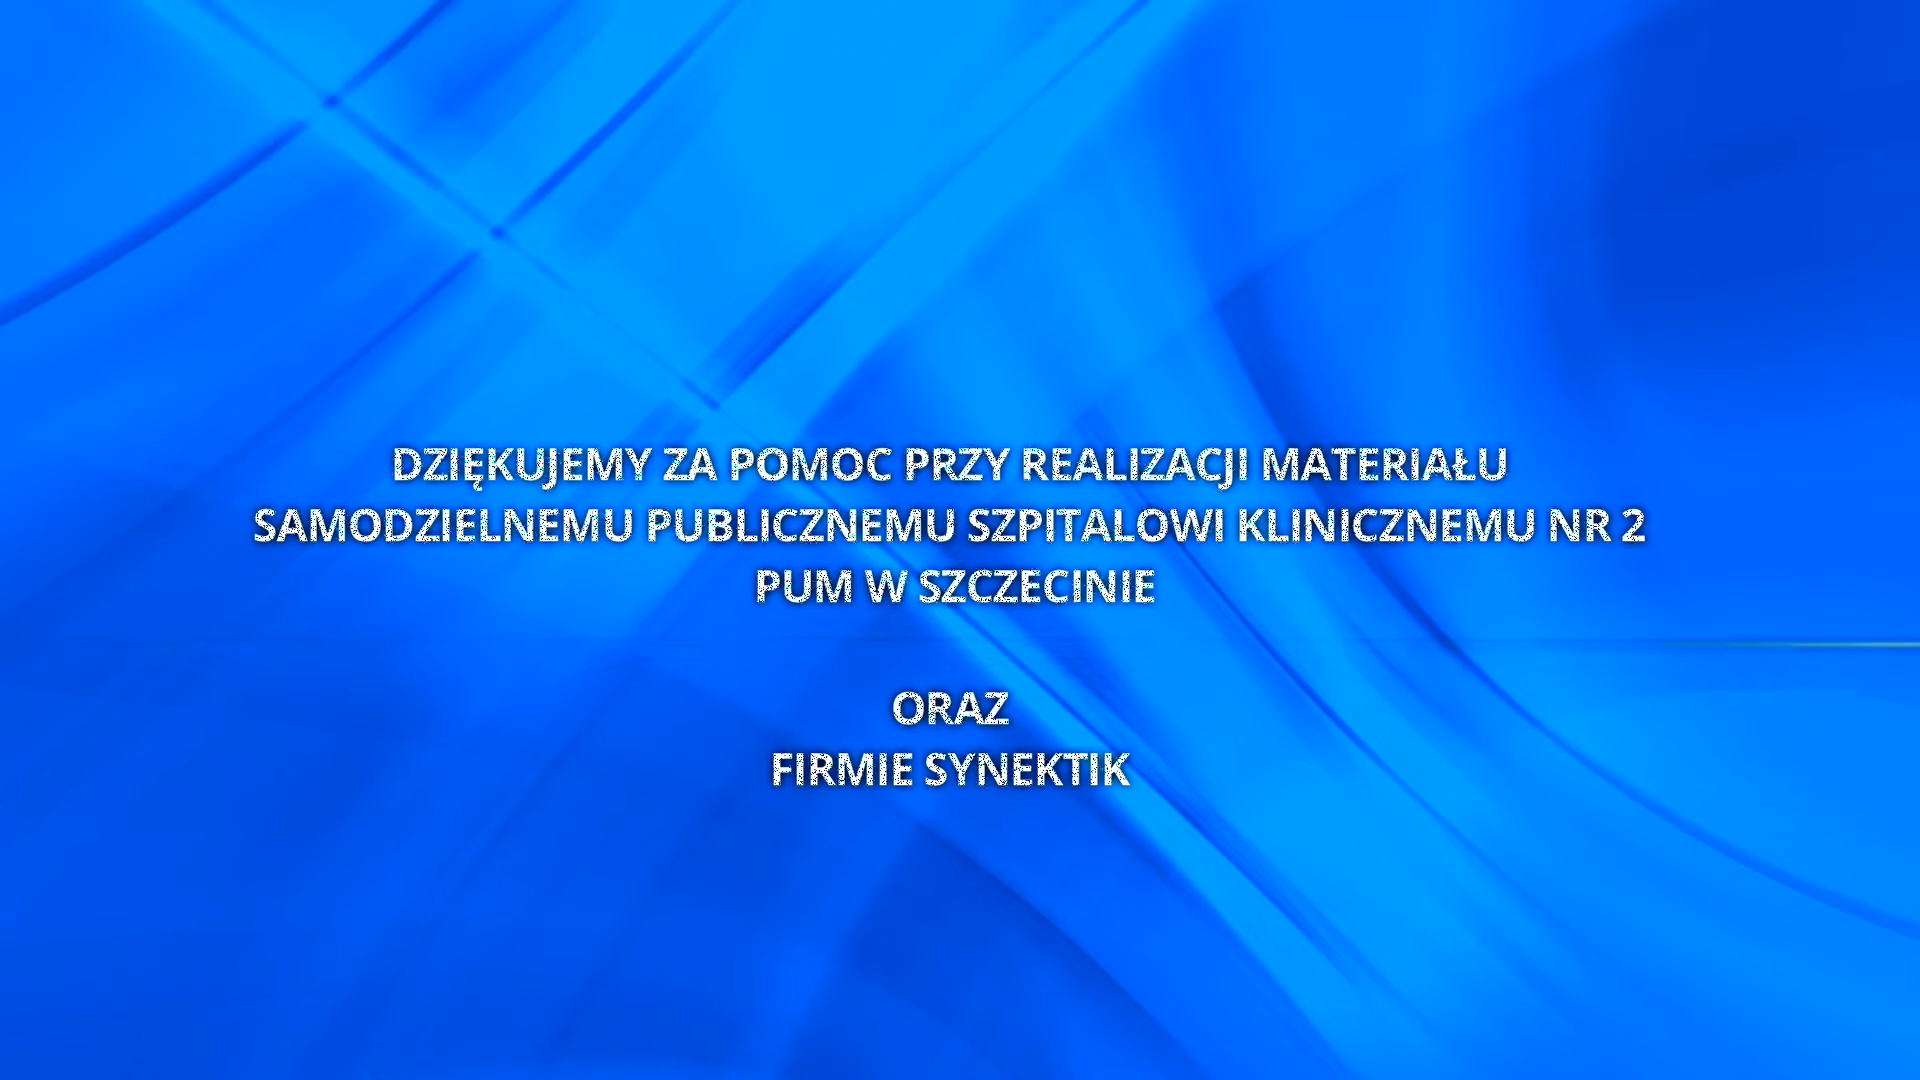 DZIĘKUJEMY ZA POMOC PRZY REALIZACJI MATERIAŁU
SAMODZIELNEMU PUBLICZNEMU SZPITALOWI KLINICZNEMU NR 2
PUM W SZCZECINIE
ORAZ
FIRMIE SYNEKTIK